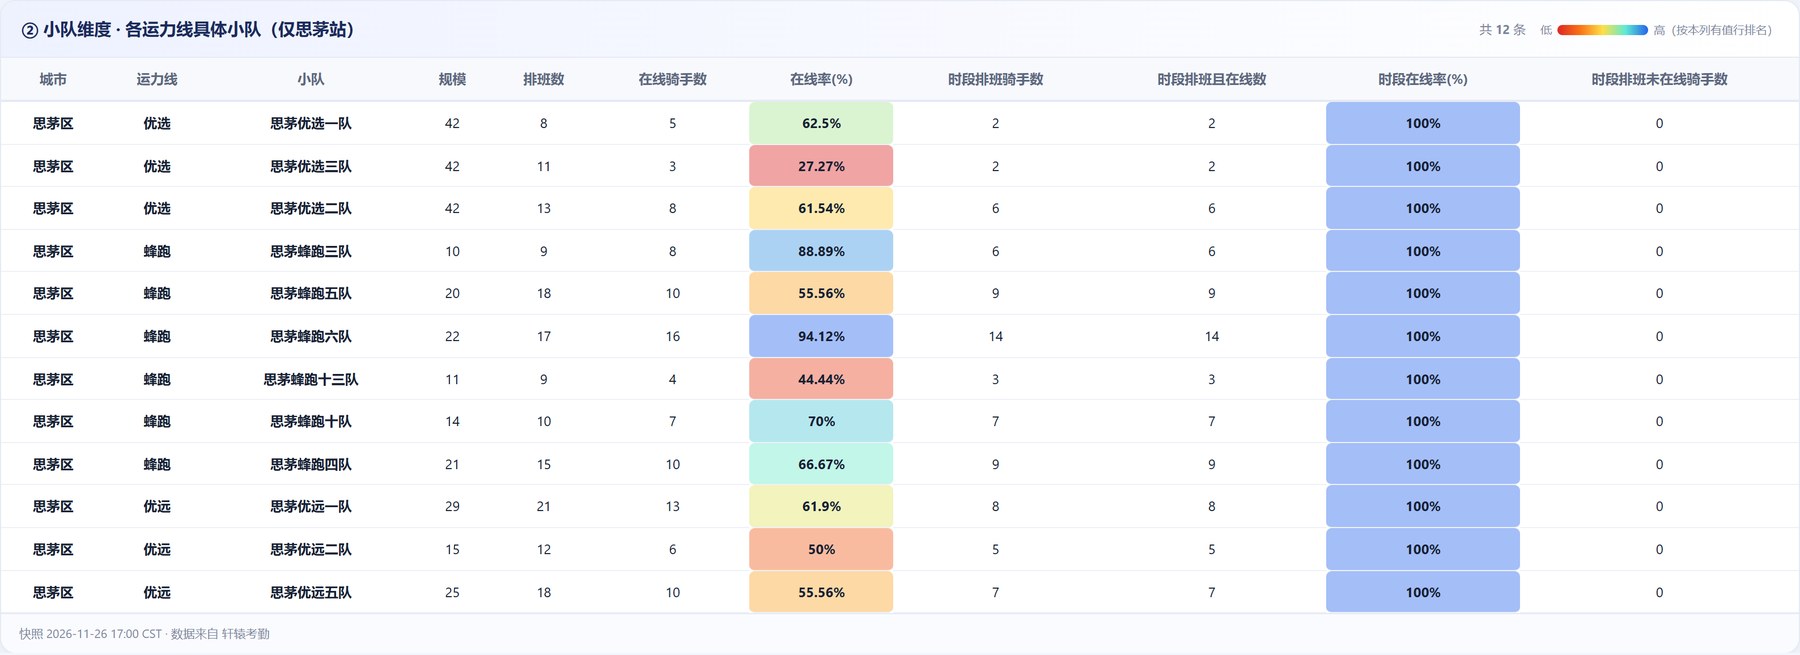 ② 小队维度 · 各运力线具体小队（仅思茅站） 共 12 条 低 高 (按本列有值行排名)
城市 运力线 小队 规模 排班数 在线骑手数 在线率(%) 时段排班骑手数 时段排班且在线数 时段在线率(%) 时段排班未在线骑手数
思茅区 优选 思茅优选一队 42 8 5 62.5% 2 2 100% 0
思茅区 优选 思茅优选三队 42 11 3 27.27% 2 2 100% 0
思茅区 优选 思茅优选二队 42 13 8 61.54% 6 6 100% 0
思茅区 蜂跑 思茅蜂跑三队 10 9 8 88.89% 6 6 100% 0
思茅区 蜂跑 思茅蜂跑五队 20 18 10 55.56% 9 9 100% 0
思茅区 蜂跑 思茅蜂跑六队 22 17 16 94.12% 14 14 100% 0
思茅区 蜂跑 思茅蜂跑十三队 11 9 4 44.44% 3 3 100% 0
思茅区 蜂跑 思茅蜂跑十队 14 10 7 70% 7 7 100% 0
思茅区 蜂跑 思茅蜂跑四队 21 15 10 66.67% 9 9 100% 0
思茅区 优远 思茅优远一队 29 21 13 61.9% 8 8 100% 0
思茅区 优远 思茅优远二队 15 12 6 50% 5 5 100% 0
思茅区 优远 思茅优远五队 25 18 10 55.56% 7 7 100% 0
快照 2026-11-26 17:00 CST · 数据来自 轩辕考勤